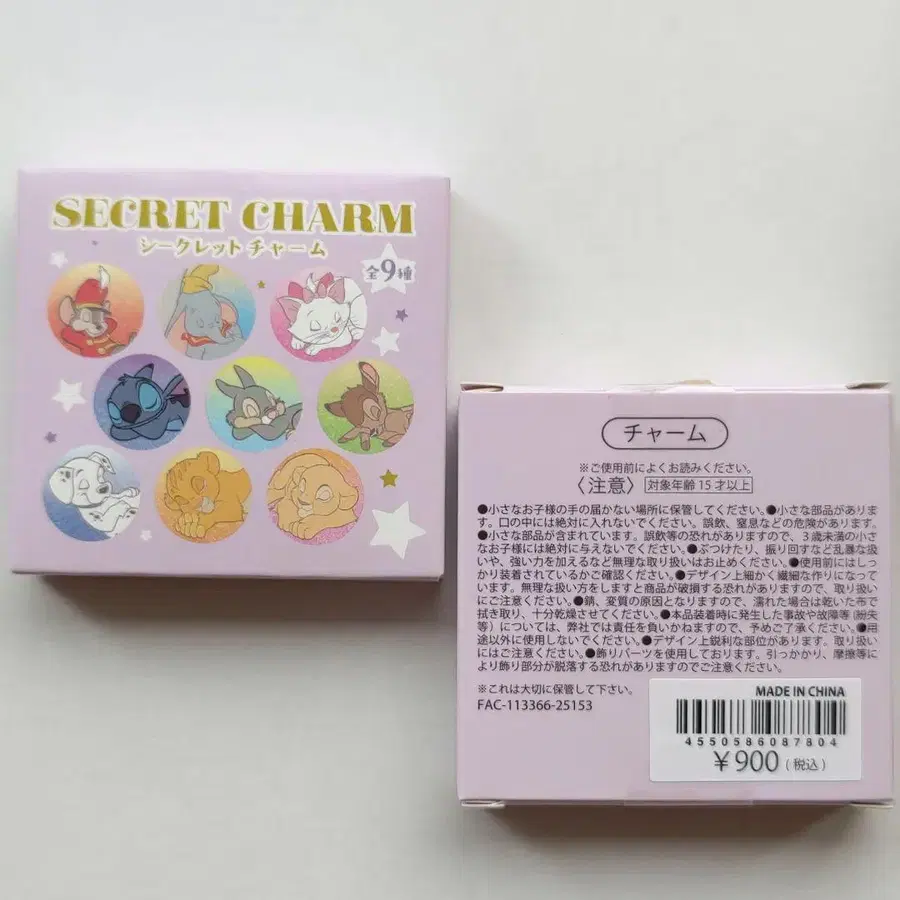 SECRET CHARM
シークレットチャーム
全9種
チャーム
※ご使用前によくお読みください。
〈注意〉 対象年齢15才以上
●小さなお子様の手の届かない場所に保管してください。●小さな部品がありま
す。口の中には絶対に入れないでください。誤飲、窒息などの危険があります。
●小さな部品が含まれています。誤飲等の恐れがありますので、3歳未満の小さ
なお子様には絶対に与えないでください。●ぶつけたり、振り回すなど乱暴な扱
いや、強い力を加えるなど無理な取り扱いはお止めください。●使用前にはしっ
かり装着されているかご確認ください。●デザイン上細かく繊細な作りになって
います。無理な扱い方をしますと商品が破損する恐れがありますので、取り扱い
にご注意ください。●錆、変質の原因となりますので、濡れた場合は乾いた布で
拭き取り、十分乾燥させてください。●本品装着時に発生した事故や故障等(紛失
等)については、弊社では責任を負いかねますので、予めご了承ください。●用
途以外に使用しないでください。●デザイン上鋭利な部位があります。取り扱い
にはご注意ください。●飾りパーツを使用しております。引っかかり、摩擦等に
より飾り部分が脱落する恐れがありますのでご注意ください。
※これは大切に保管して下さい。
FAC-113366-25153
MADE IN CHINA
4550586087804
¥900(税込)